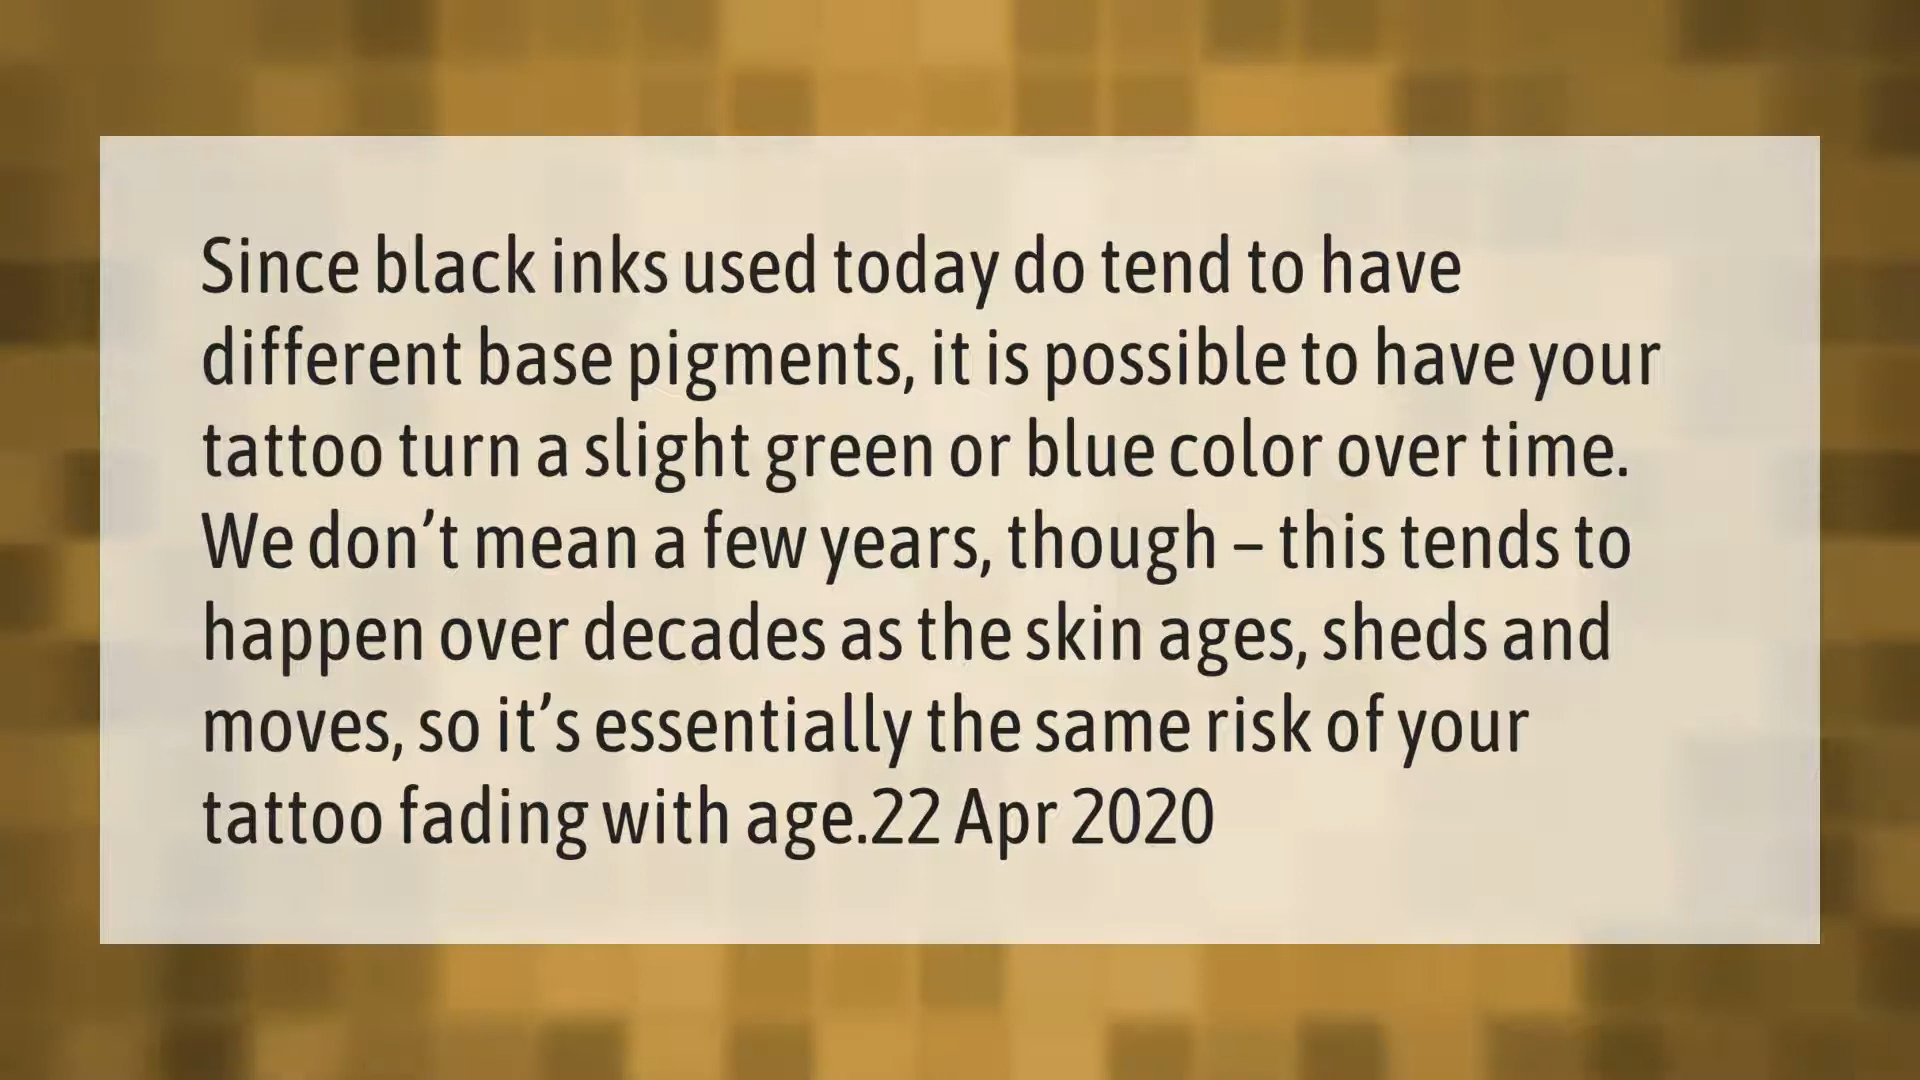 Since black inks used today do tend to have
different base pigments, it is possible to have your
tattoo turn a slight green or blue color over time.
We don’t mean a few years, though – this tends to
happen over decades as the skin ages, sheds and
moves, so it’s essentially the same risk of your
tattoo fading with age.22 Apr 2020